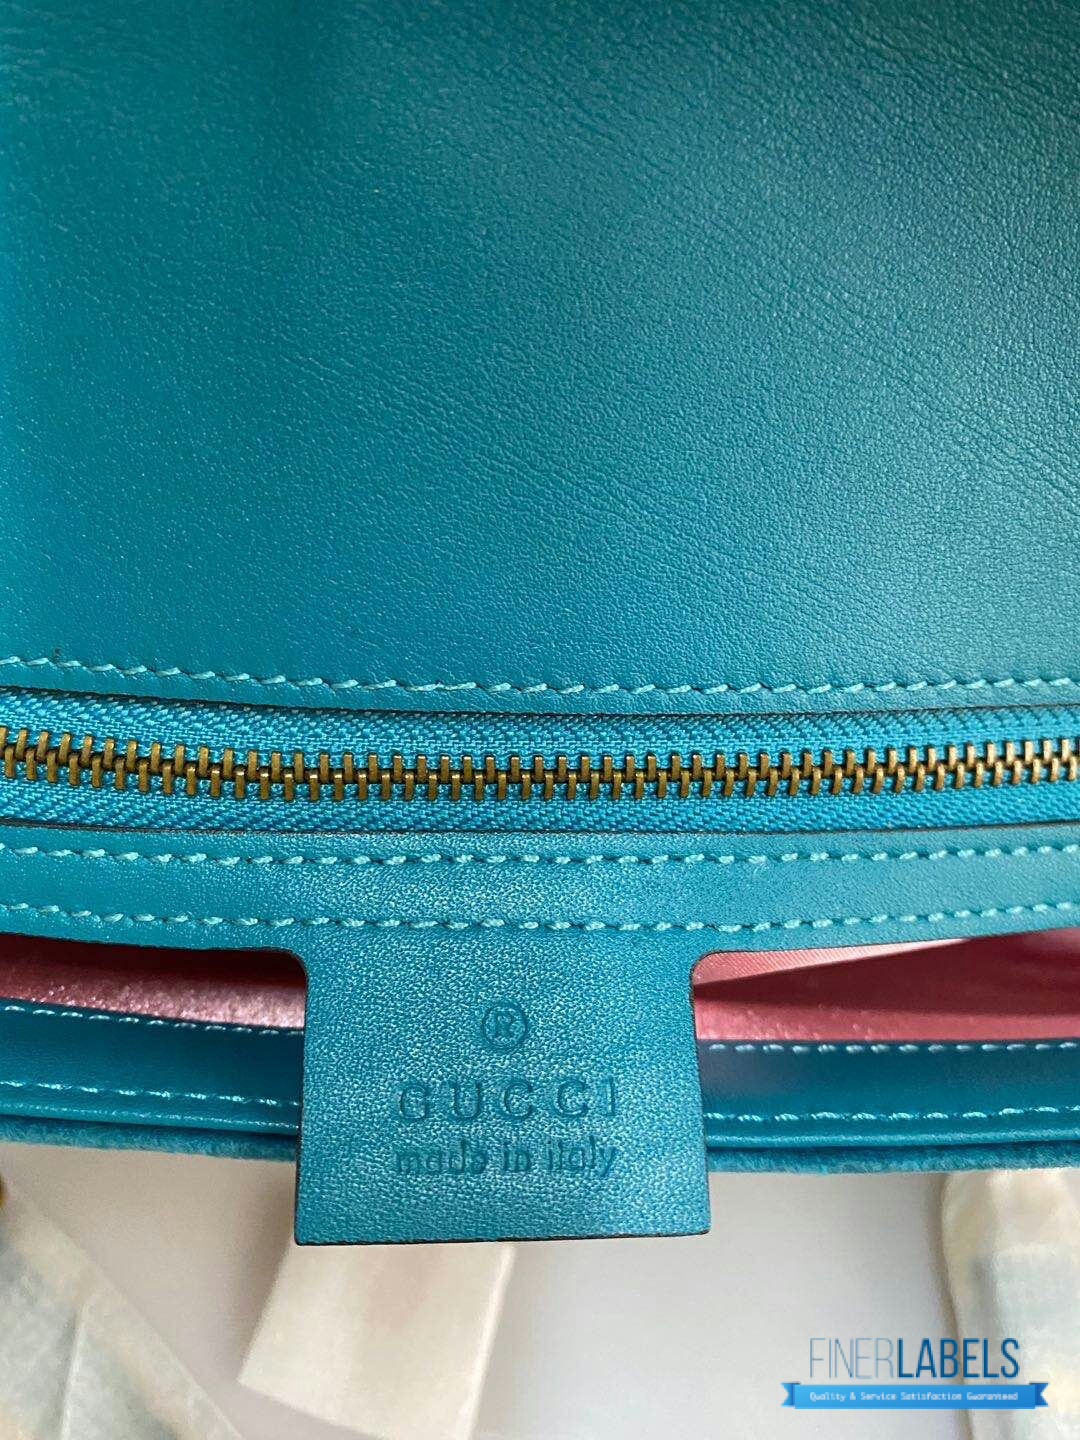 ®
GUCCI
made in italy
FINERLABELS
Quality & Service Satisfaction Guaranteed